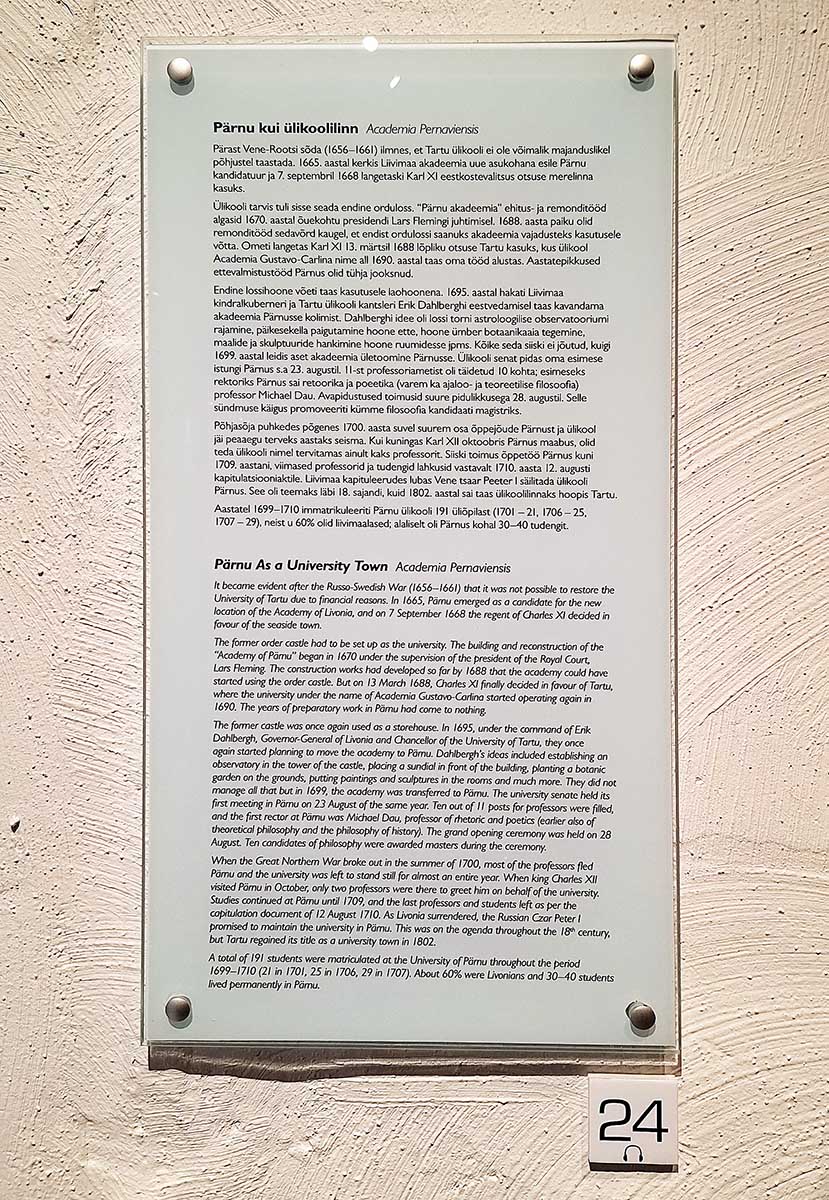 Pärnu kui ülikoolilinn Academia Pernaviensis
Pärast Vene-Rootsi sõda (1656–1661) ilmnes, et Tartu ülikooli ei ole võimalik majanduslikel
põhjustel taastada. 1665. aastal kerkis Liivimaa akadeemia uue asukohana esile Pärnu
kandidatuur ja 7. septembril 1668 langetaski Karl XI eestkostevalitsus otsuse merelinna
kasuks.
Ülikooli tarvis tuli sisse seada endine orduloss. "Pärnu akadeemia" ehitus- ja remonditööd
algasid 1670. aastal õuekohtu presidendi Lars Flemingi juhtimisel. 1688. aasta paiku olid
remonditööd sedavõrd kaugel, et endist ordulossi saanuks akadeemia vajadusteks kasutusele
võtta. Ometi langetas Karl XI 13. märtsil 1688 lõpliku otsuse Tartu kasuks, kus ülikool
Academia Gustavo-Carlina nime all 1690. aastal taas oma tööd alustas. Aastatepikkused
ettevalmistustööd Pärnus olid tühja jooksnud.
Endine lossihoone võeti taas kasutusele laohoonena. 1695. aastal hakati Liivimaa
kindralkuberneri ja Tartu ülikooli kantsleri Erik Dahlberghi eestvedamisel taas kavandama
akadeemia Pärnusse kolimist. Dahlberghi idee oli lossi torni astroloogilise observatooriumi
rajamine, päikesekella paigutamine hoone ette, hoone ümber botaanikaaia tegemine,
maalide ja skulptuuride hankimine hoone ruumidesse jpms. Kõike seda siiski ei jõutud, kuigi
1699. aastal leidis aset akadeemia ületoomine Pärnusse. Ülikooli senat pidas oma esimese
istungi Pärnus s.a 23. augustil. 11-st professoriametist oli täidetud 10 kohta; esimeseks
rektoriks Pärnus sai retoorika ja poeetika (varem ka ajaloo- ja teoreetilise filosoofia)
professor Michael Dau. Avapidustused toimusid suure pidulikkusega 28. augustil. Selle
sündmuse käigus promoveeriti kümme filosoofia kandidaati magistriks.
Põhjasõja puhkedes põgenes 1700. aasta suvel suurem osa õppejõude Pärnust ja ülikool
jäi peaaegu terveks aastaks seisma. Kui kuningas Karl XII oktoobris Pärnus maabus, olid
teda ülikooli nimel tervitamas ainult kaks professorit. Siiski toimus õppetöö Pärnus kuni
1709. aastani, viimased professorid ja tudengid lahkusid vastavalt 1710. aasta 12. augusti
kapitulatsiooniaktile. Liivimaa kapituleerudes lubas Vene tsaar Peeter I säilitada ülikooli
Pärnus. See oli teemaks läbi 18. sajandi, kuid 1802. aastal sai taas ülikoolilinnaks hoopis Tartu.
Aastatel 1699–1710 immatrikuleeriti Pärnu ülikooli 191 üliõpilast (1701 – 21, 1706 – 25,
1707 – 29), neist u 60% olid liivimaalased; alaliselt oli Pärnus kohal 30–40 tudengit.
Pärnu As a University Town Academia Pernaviensis
It became evident after the Russo-Swedish War (1656–1661) that it was not possible to restore the
University of Tartu due to financial reasons. In 1665, Pärnu emerged as a candidate for the new
location of the Academy of Livonia, and on 7 September 1668 the regent of Charles XI decided in
favour of the seaside town.
The former order castle had to be set up as the university. The building and reconstruction of the
"Academy of Pärnu" began in 1670 under the supervision of the president of the Royal Court,
Lars Fleming. The construction works had developed so far by 1688 that the academy could have
started using the order castle. But on 13 March 1688, Charles XI finally decided in favour of Tartu,
where the university under the name of Academia Gustavo-Carlina started operating again in
1690. The years of preparatory work in Pärnu had come to nothing.
The former castle was once again used as a storehouse. In 1695, under the command of Erik
Dahlbergh, Governor-General of Livonia and Chancellor of the University of Tartu, they once
again started planning to move the academy to Pärnu. Dahlbergh's ideas included establishing an
observatory in the tower of the castle, placing a sundial in front of the building, planting a botanic
garden on the grounds, putting paintings and sculptures in the rooms and much more. They did not
manage all that but in 1699, the academy was transferred to Pärnu. The university senate held its
first meeting in Pärnu on 23 August of the same year. Ten out of 11 posts for professors were filled,
and the first rector at Pärnu was Michael Dau, professor of rhetoric and poetics (earlier also of
theoretical philosophy and the philosophy of history). The grand opening ceremony was held on 28
August. Ten candidates of philosophy were awarded masters during the ceremony.
When the Great Northern War broke out in the summer of 1700, most of the professors fled
Pärnu and the university was left to stand still for almost an entire year. When king Charles XII
visited Pärnu in October, only two professors were there to greet him on behalf of the university.
Studies continued at Pärnu until 1709, and the last professors and students left as per the
capitulation document of 12 August 1710. As Livonia surrendered, the Russian Czar Peter I
promised to maintain the university in Pärnu. This was on the agenda throughout the 18th century,
but Tartu regained its title as a university town in 1802.
A total of 191 students were matriculated at the University of Pärnu throughout the period
1699–1710 (21 in 1701, 25 in 1706, 29 in 1707). About 60% were Livonians and 30–40 students
lived permanently in Pärnu.
24